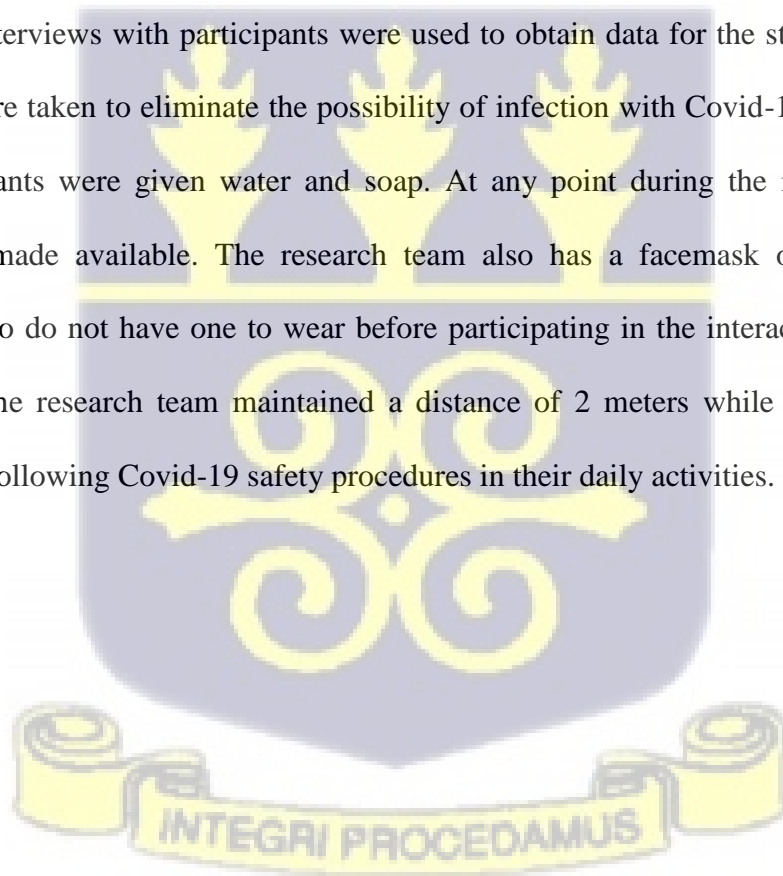 terviews with participants were used to obtain data for the st
re taken to eliminate the possibility of infection with Covid-1
ants were given water and soap. At any point during the
made available. The research team also has a facemask o
o do not have one to wear before participating in the interac
he research team maintained a distance of 2 meters while
ollowing Covid-19 safety procedures in their daily activities.
INTEGRI PROCEDAMUS